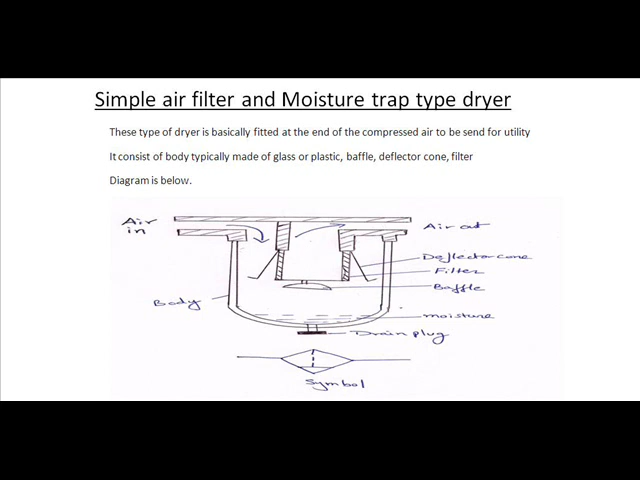 Simple air filter and Moisture trap type dryer
These type of dryer is basically fitted at the end of the compressed air to be send for utility
It consist of body typically made of glass or plastic, baffle, deflector cone, filter
Diagram is below.
Air in
Air out
Deflector cone
Filter
Baffle
Body
moisture
Drain plug
Symbol